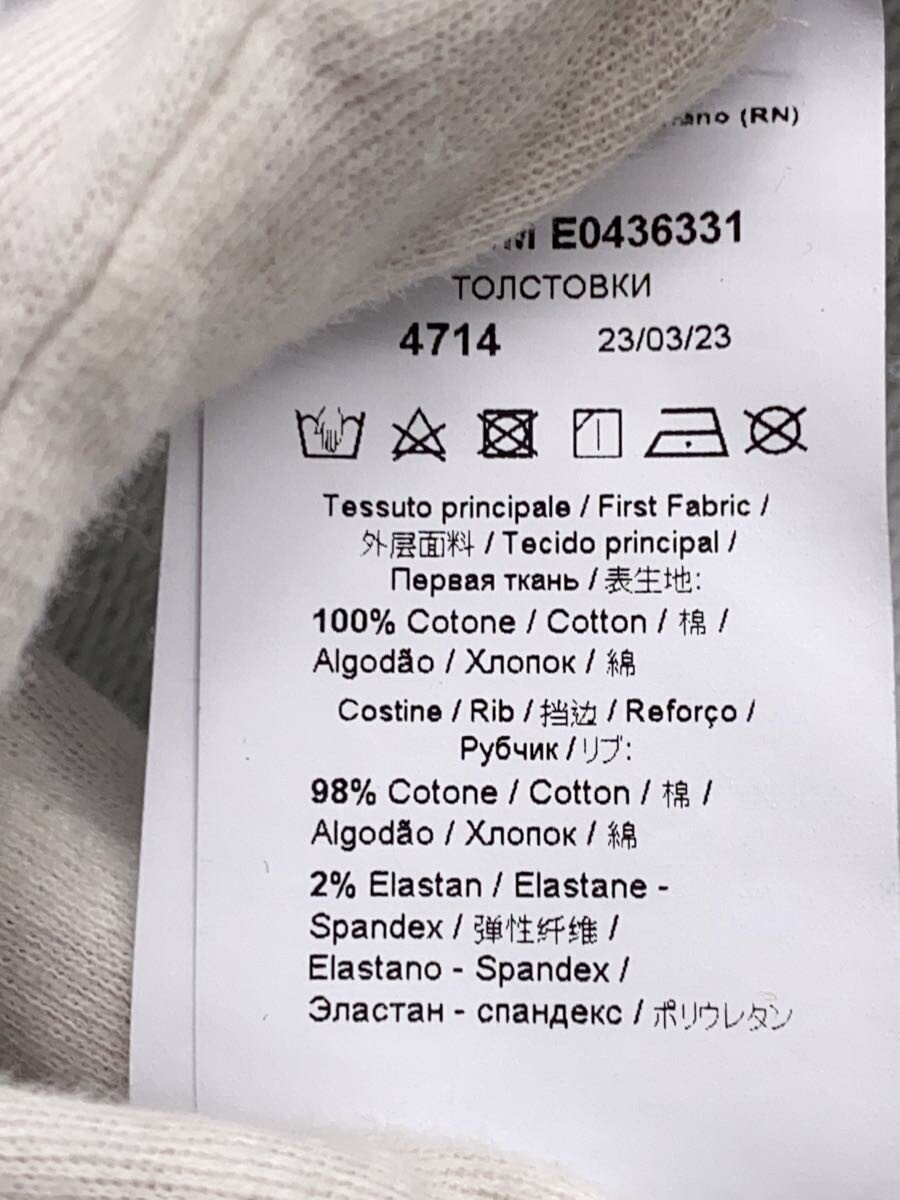 (RN)
E0436331
ТОЛСТОВКИ
4714 23/03/23
Tessuto principale / First Fabric /
外层面料 / Tecido principal /
Первая ткань / 表生地:
100% Cotone / Cotton / 棉 /
Algodão / Хлопок / 綿
Costine / Rib / 挡边 / Reforço /
Рубчик / リブ:
98% Cotone / Cotton / 棉 /
Algodão / Хлопок / 綿
2% Elastan / Elastane -
Spandex / 弹性纤维 /
Elastano - Spandex /
Эластан - спандекс / ポリウレタン